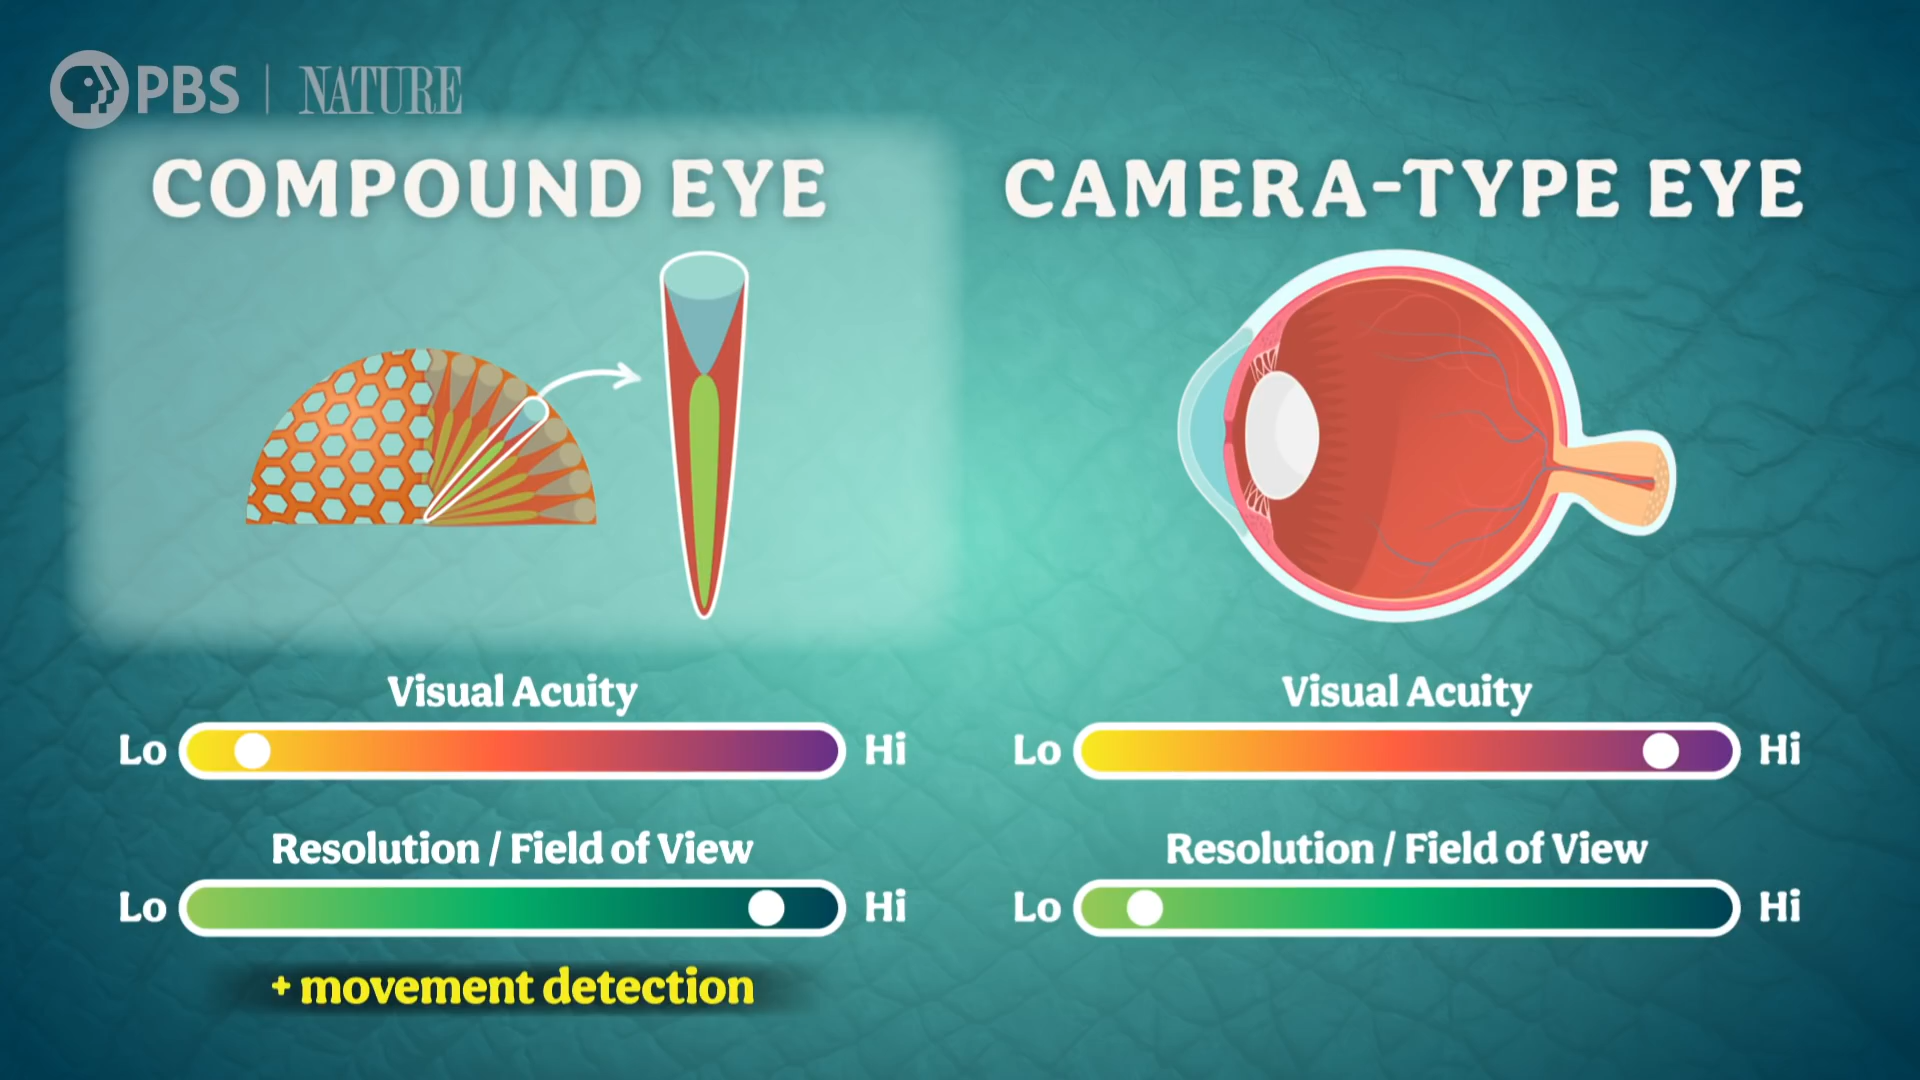 PBS | NATURE
COMPOUND EYE
Visual Acuity
Lo Hi
Resolution / Field of View
Lo Hi
+ movement detection
CAMERA-TYPE EYE
Visual Acuity
Lo Hi
Resolution / Field of View
Lo Hi